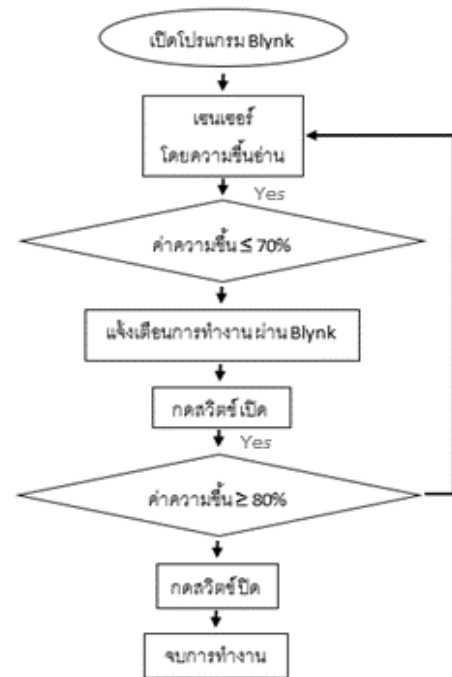 เปิดโปรแกรม Blynk
เซนเซอร์
โดยความชื้นอ่าน
Yes
ค่าความชื้น ≤ 70%
แจ้งเตือนการทำงาน ผ่าน Blynk
กดสวิตช์ เปิด
Yes
ค่าความชื้น ≥ 80%
กดสวิตช์ ปิด
จบการทำงาน